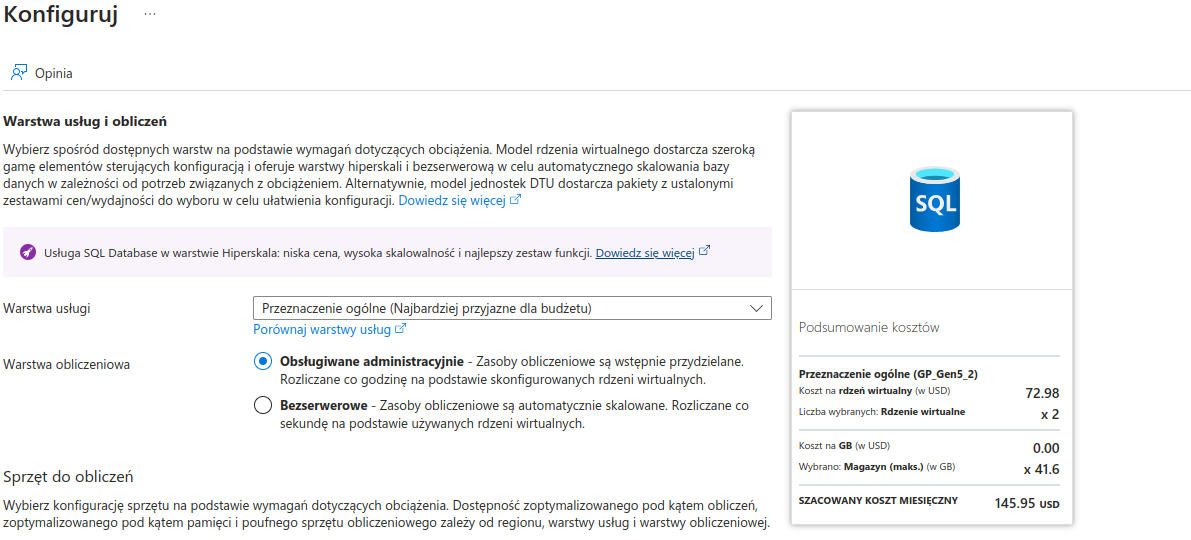 Konfiguruj ...
Opinia
Warstwa usług i obliczeń
Wybierz spośród dostępnych warstw na podstawie wymagań dotyczących obciążenia. Model rdzenia wirtualnego dostarcza szeroką
gamę elementów sterujących konfiguracją i oferuje warstwy hiperskali i bezserwerową w celu automatycznego skalowania bazy
danych w zależności od potrzeb związanych z obciążeniem. Alternatywnie, model jednostek DTU dostarcza pakiety z ustalonymi
zestawami cen/wydajności do wyboru w celu ułatwienia konfiguracji. Dowiedz się więcej
Usługa SQL Database w warstwie Hiperskala: niska cena, wysoka skalowalność i najlepszy zestaw funkcji. Dowiedz się więcej
Warstwa usługi
Przeznaczenie ogólne (Najbardziej przyjazne dla budżetu)
Porównaj warstwy usług
Warstwa obliczeniowa
Obsługiwane administracyjnie - Zasoby obliczeniowe są wstępnie przydzielane.
Rozliczane co godzinę na podstawie skonfigurowanych rdzeni wirtualnych.
Bezserwerowe - Zasoby obliczeniowe są automatycznie skalowane. Rozliczane co
sekundę na podstawie używanych rdzeni wirtualnych.
Sprzęt do obliczeń
Wybierz konfigurację sprzętu na podstawie wymagań dotyczących obciążenia. Dostępność zoptymalizowanego pod kątem obliczeń,
zoptymalizowanego pod kątem pamięci i poufnego sprzętu obliczeniowego zależy od regionu, warstwy usług i warstwy obliczeniowej.
SQL
Podsumowanie kosztów
Przeznaczenie ogólne (GP_Gen5_2)
Koszt na rdzeń wirtualny (w USD) 72.98
Liczba wybranych: Rdzenie wirtualne x 2
Koszt na GB (w USD) 0.00
Wybrano: Magazyn (maks.) (w GB) x 41.6
SZACOWANY KOSZT MIESIĘCZNY 145.95 USD